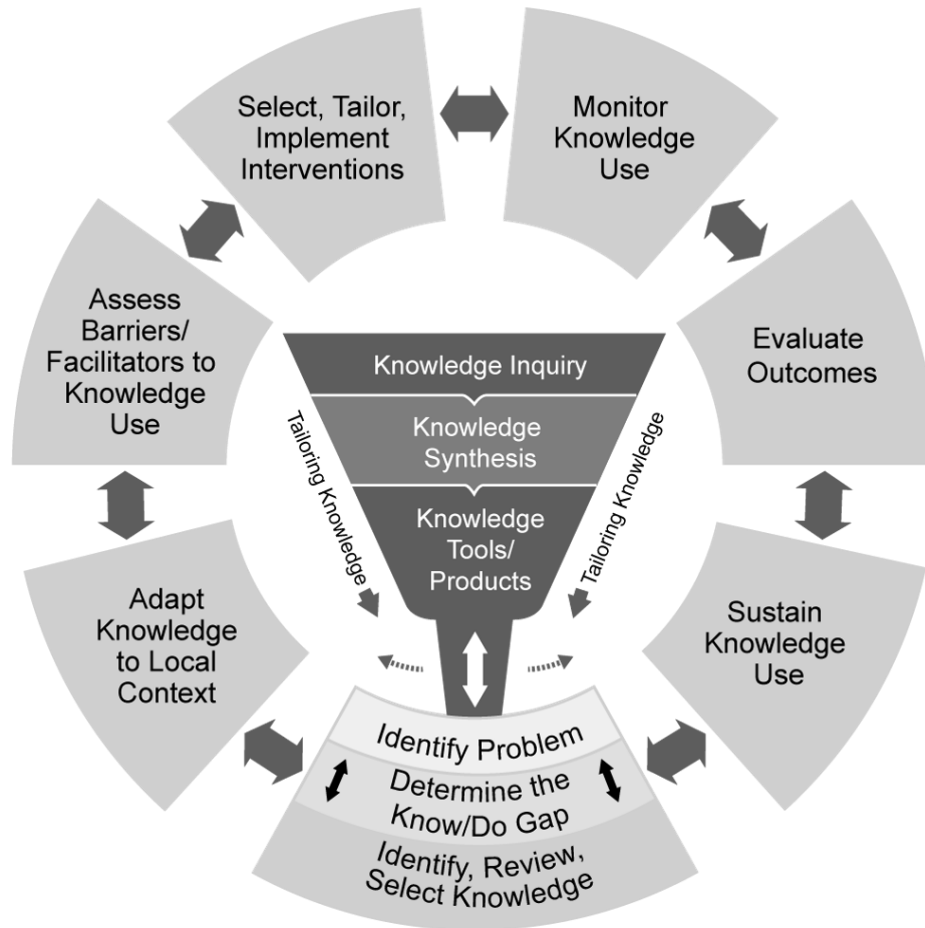 Select, Tailor,
Implement
Interventions
Monitor
Knowledge
Use
Assess
Barriers/
Facilitators to
Knowledge
Use
Evaluate
Outcomes
Knowledge Inquiry
Knowledge
Synthesis
Knowledge
Tools/
Products
Tailoring Knowledge
Tailoring Knowledge
Adapt
Knowledge
to Local
Context
Sustain
Knowledge
Use
Identify Problem
Determine the
Know/Do Gap
Identify, Review,
Select Knowledge